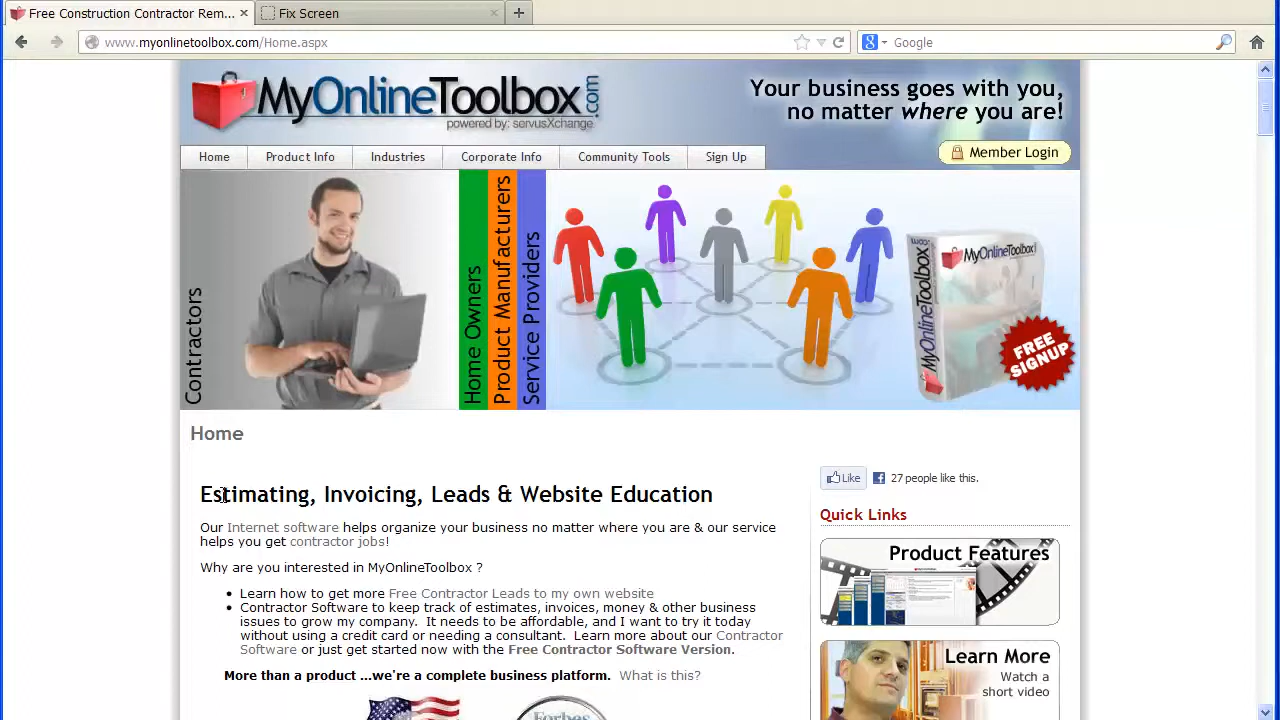 Free Construction Contractor Rem...
Fix Screen
www.myonlinetoolbox.com/Home.aspx
Google
MyOnlineToolbox.com
powered by: servusXchange
Your business goes with you,
no matter where you are!
Home
Product Info
Industries
Corporate Info
Community Tools
Sign Up
Member Login
Contractors
Home Owners
Product Manufacturers
Service Providers
MyOnlineToolbox
MyOnlineToolbox
FREE
SIGNUP
Home
Estimating, Invoicing, Leads & Website Education
Our Internet software helps organize your business no matter where you are & our service
helps you get contractor jobs!
Why are you interested in MyOnlineToolbox ?
Learn how to get more Free Contractor Leads to my own website
Contractor Software to keep track of estimates, invoices, money & other business
issues to grow my company. It needs to be affordable, and I want to try it today
without using a credit card or needing a consultant. Learn more about our Contractor
Software or just get started now with the Free Contractor Software Version.
More than a product ...we're a complete business platform. What is this?
Forbes
Like
27 people like this.
Quick Links
Product Features
Learn More
Watch a
short video